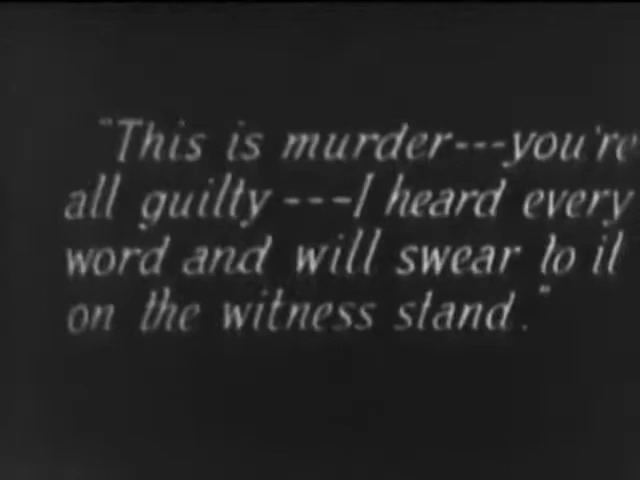 "This is murder---you're
all guilty---I heard every
word and will swear to it
on the witness stand."